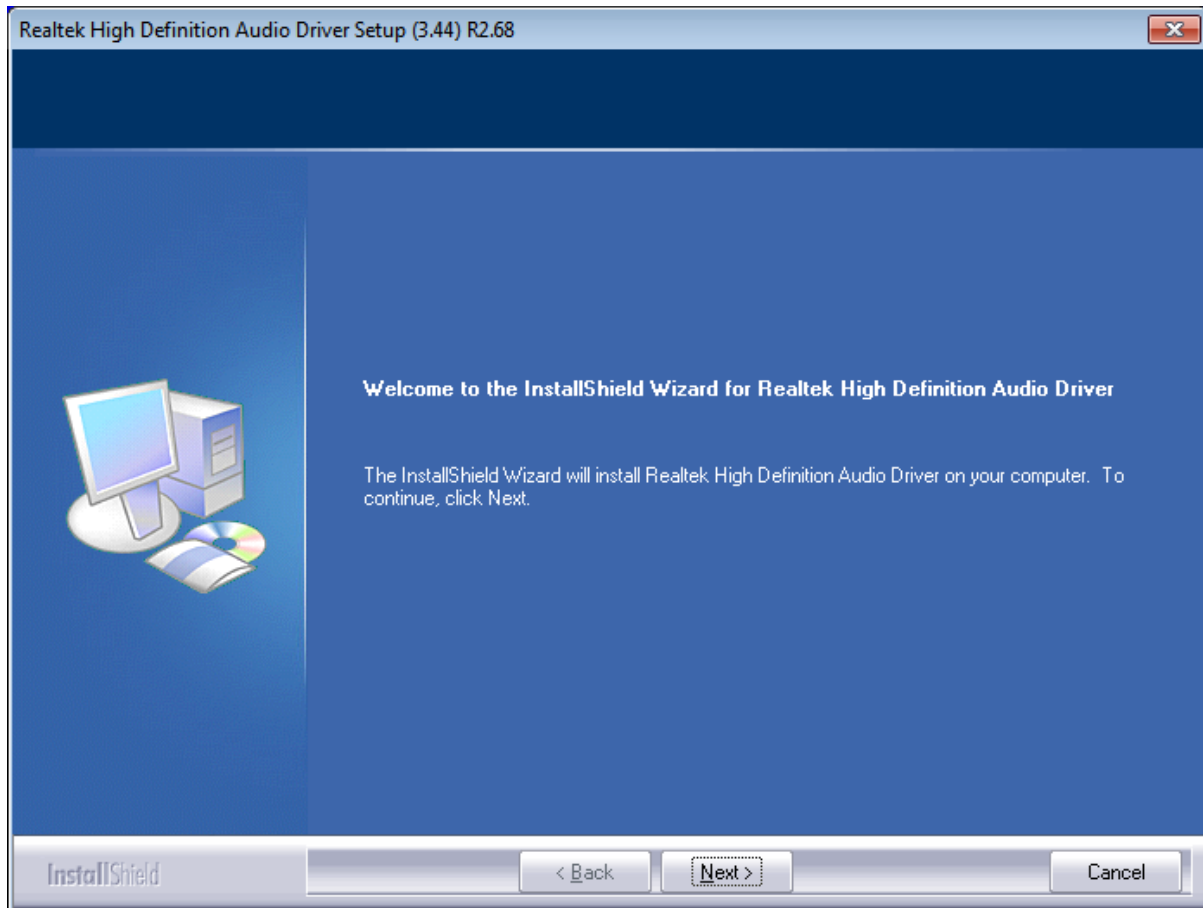 Realtek High Definition Audio Driver Setup (3.44) R2.68
Welcome to the InstallShield Wizard for Realtek High Definition Audio Driver
The InstallShield Wizard will install Realtek High Definition Audio Driver on your computer.  To
continue, click Next.
InstallShield
< Back
Next >
Cancel